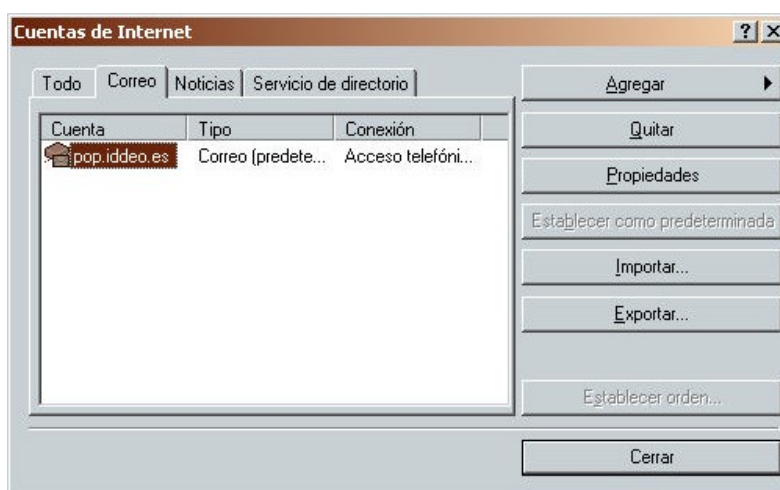 Cuentas de Internet
Todo Correo Noticias Servicio de directorio
Cuenta Tipo Conexión
pop.iddeo.es Correo (predete... Acceso telefóni...
Agregar
Quitar
Propiedades
Establecer como predeterminada
Importar...
Exportar...
Establecer orden...
Cerrar